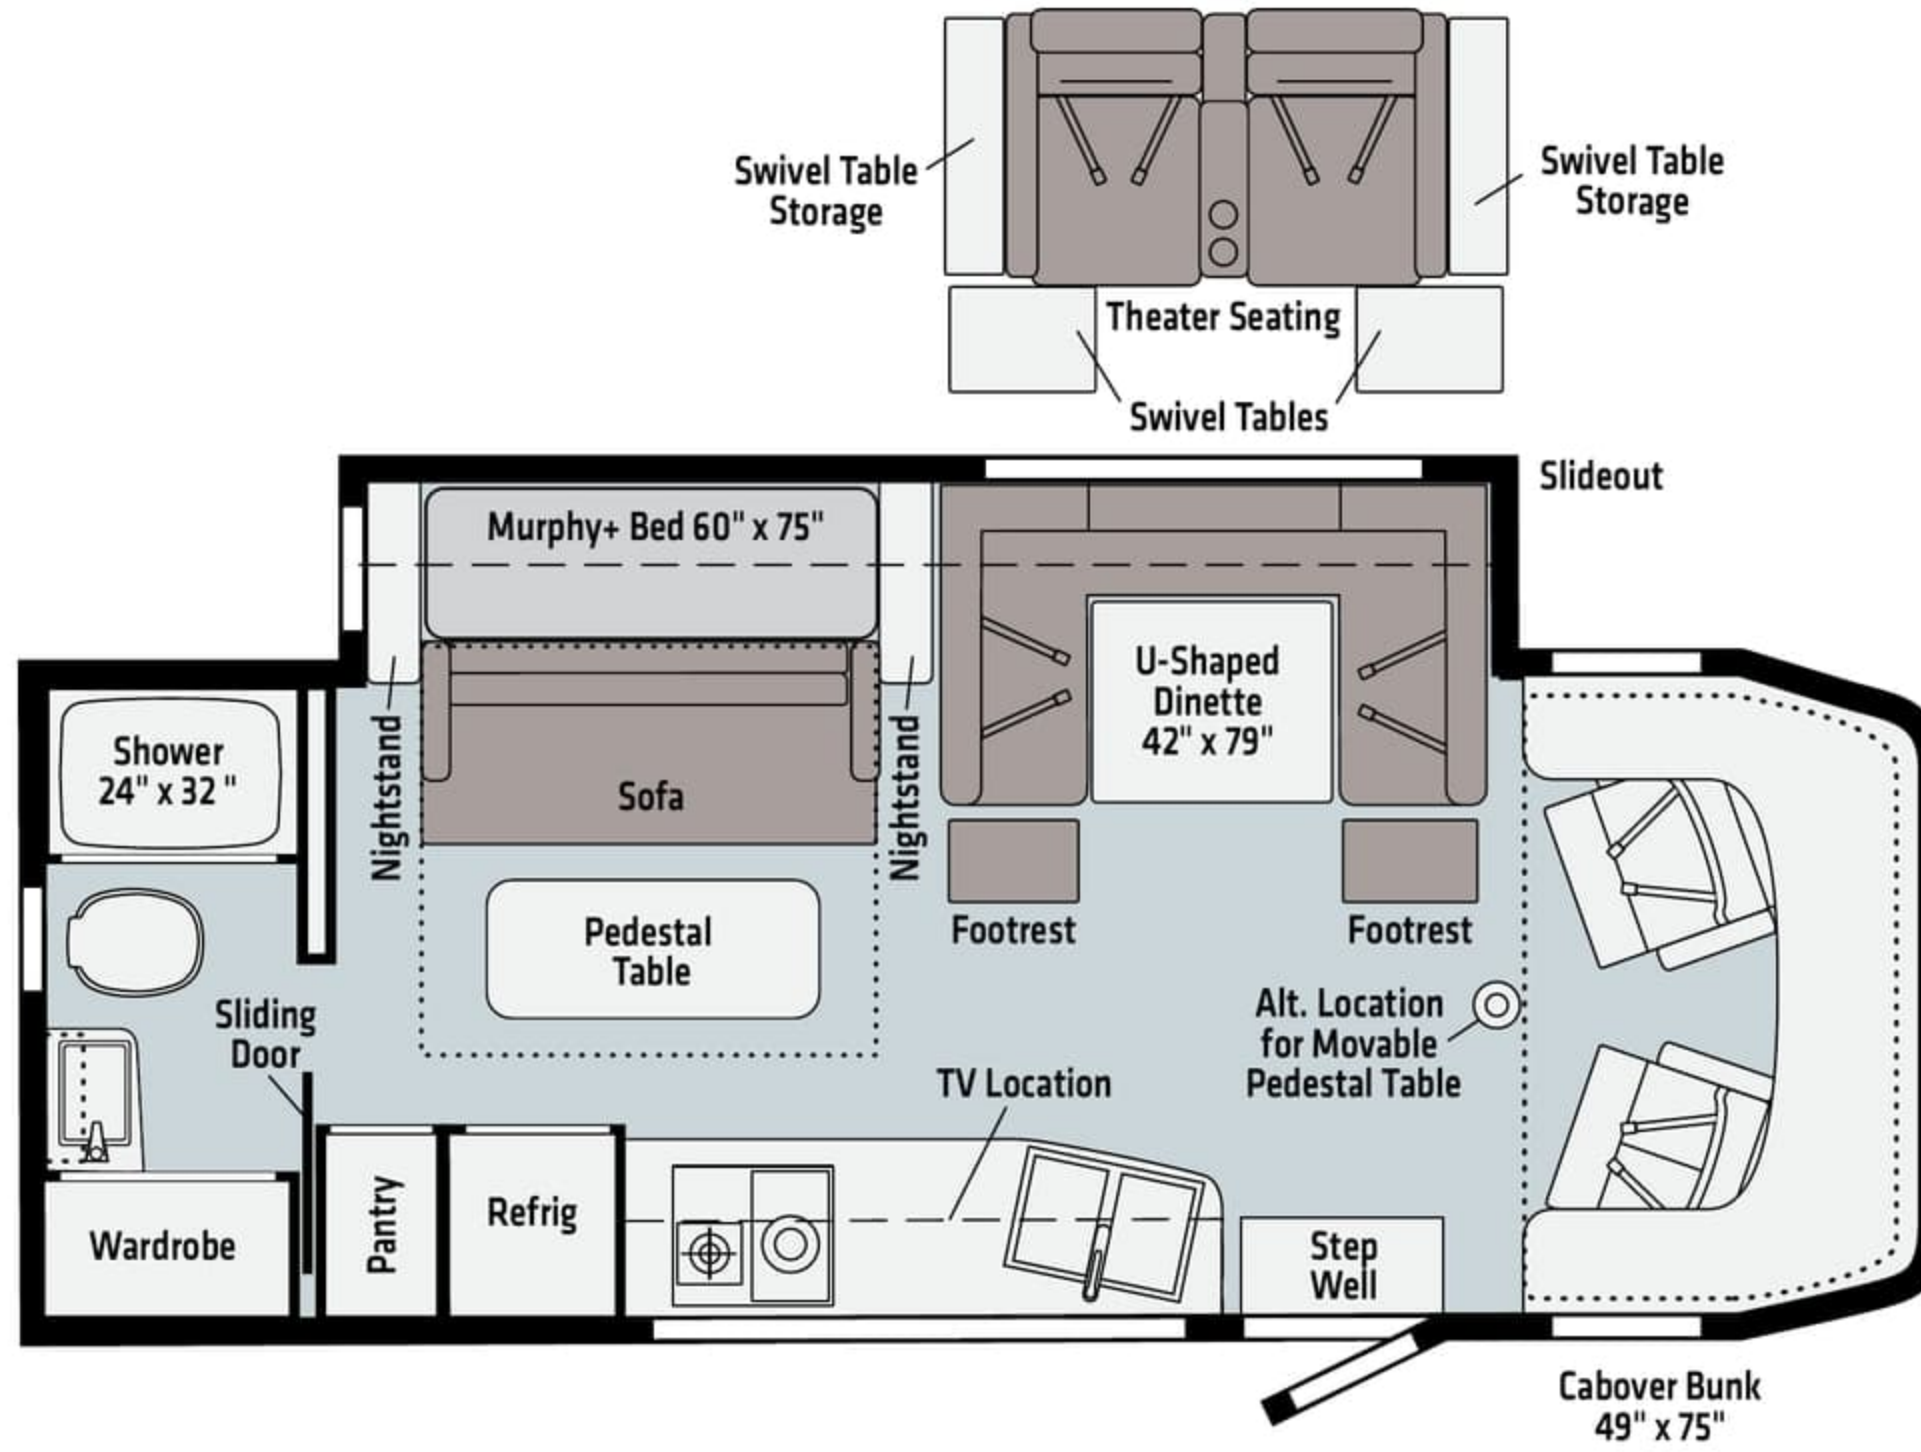 Swivel Table
Storage
Swivel Table
Storage
Theater Seating
Swivel Tables
Slideout
Murphy+ Bed 60" x 75"
U-Shaped
Dinette
42" x 79"
Shower
24" x 32 "
Nightstand
Sofa
Nightstand
Footrest
Footrest
Pedestal
Table
Sliding
Door
Alt. Location
for Movable
Pedestal Table
TV Location
Pantry
Refrig
Wardrobe
Step
Well
Cabover Bunk
49" x 75"